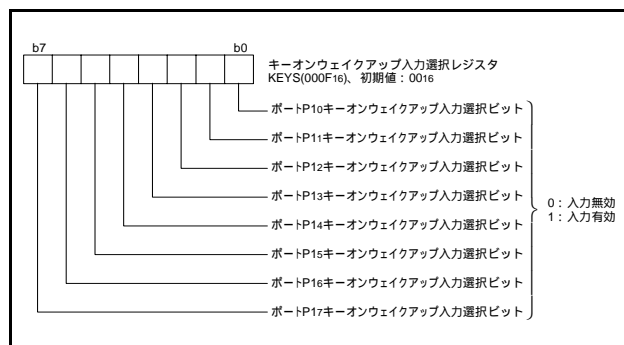 b7 b0
キーオンウェイクアップ入力選択レジスタ
KEYS(000F16)、初期値：0016
ポートP10キーオンウェイクアップ入力選択ビット
ポートP11キーオンウェイクアップ入力選択ビット
ポートP12キーオンウェイクアップ入力選択ビット
ポートP13キーオンウェイクアップ入力選択ビット
ポートP14キーオンウェイクアップ入力選択ビット
ポートP15キーオンウェイクアップ入力選択ビット
ポートP16キーオンウェイクアップ入力選択ビット
ポートP17キーオンウェイクアップ入力選択ビット
0：入力無効
1：入力有効